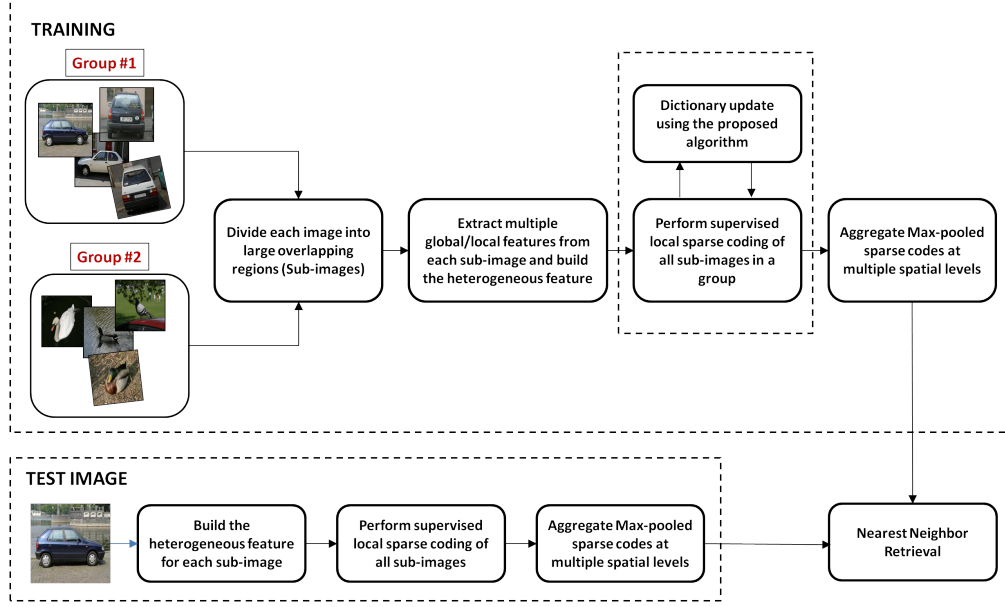 TRAINING
Group #1
Group #2
Divide each image into
large overlapping
regions (Sub-images)
Extract multiple
global/local features from
each sub-image and build
the heterogeneous feature
Dictionary update
using the proposed
algorithm
Perform supervised
local sparse coding of
all sub-images in a
group
Aggregate Max-pooled
sparse codes at
multiple spatial levels
TEST IMAGE
Build the
heterogeneous feature
for each sub-image
Perform supervised
local sparse coding of
all sub-images
Aggregate Max-pooled
sparse codes at
multiple spatial levels
Nearest Neighbor
Retrieval